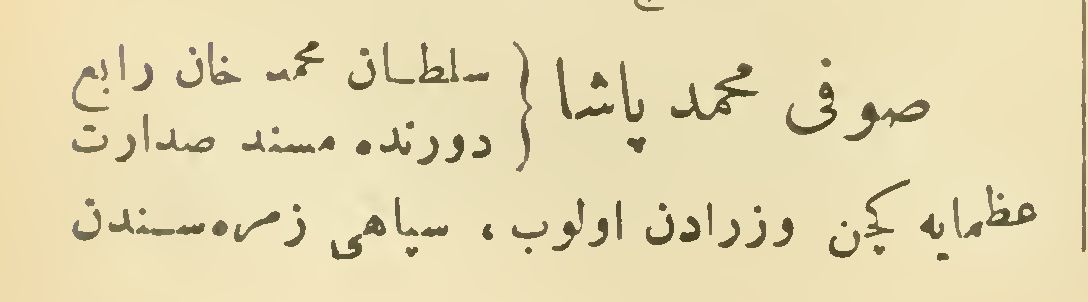 صوفی محمد پاشا } سلطان محمد خان رابع
دورنده مسند صدارت
عظمایه کچن وزرادن اولوب ، سپاهی زمره‌سندن